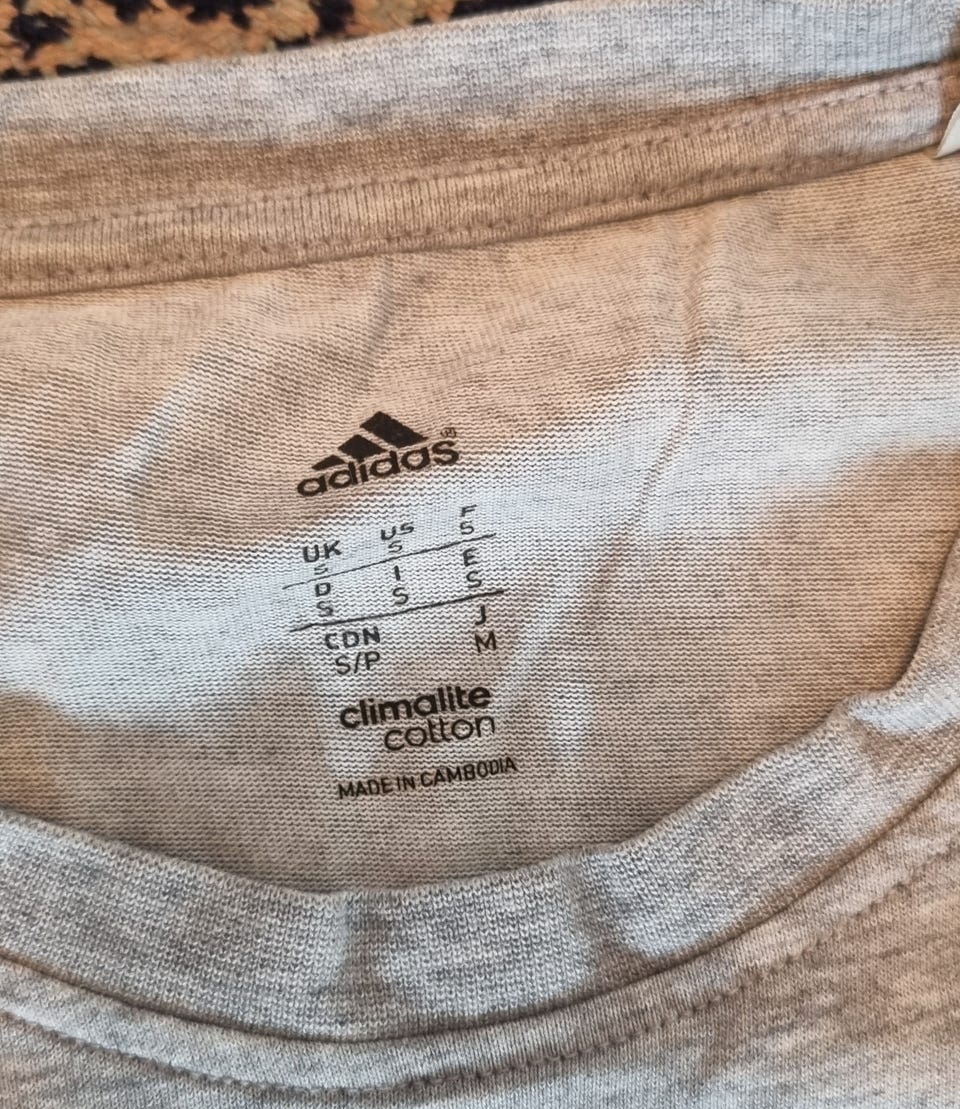 adidas®
UK US F
S S S
D I E
S S S
CDN J
S/P M
climalite
cotton
MADE IN CAMBODIA